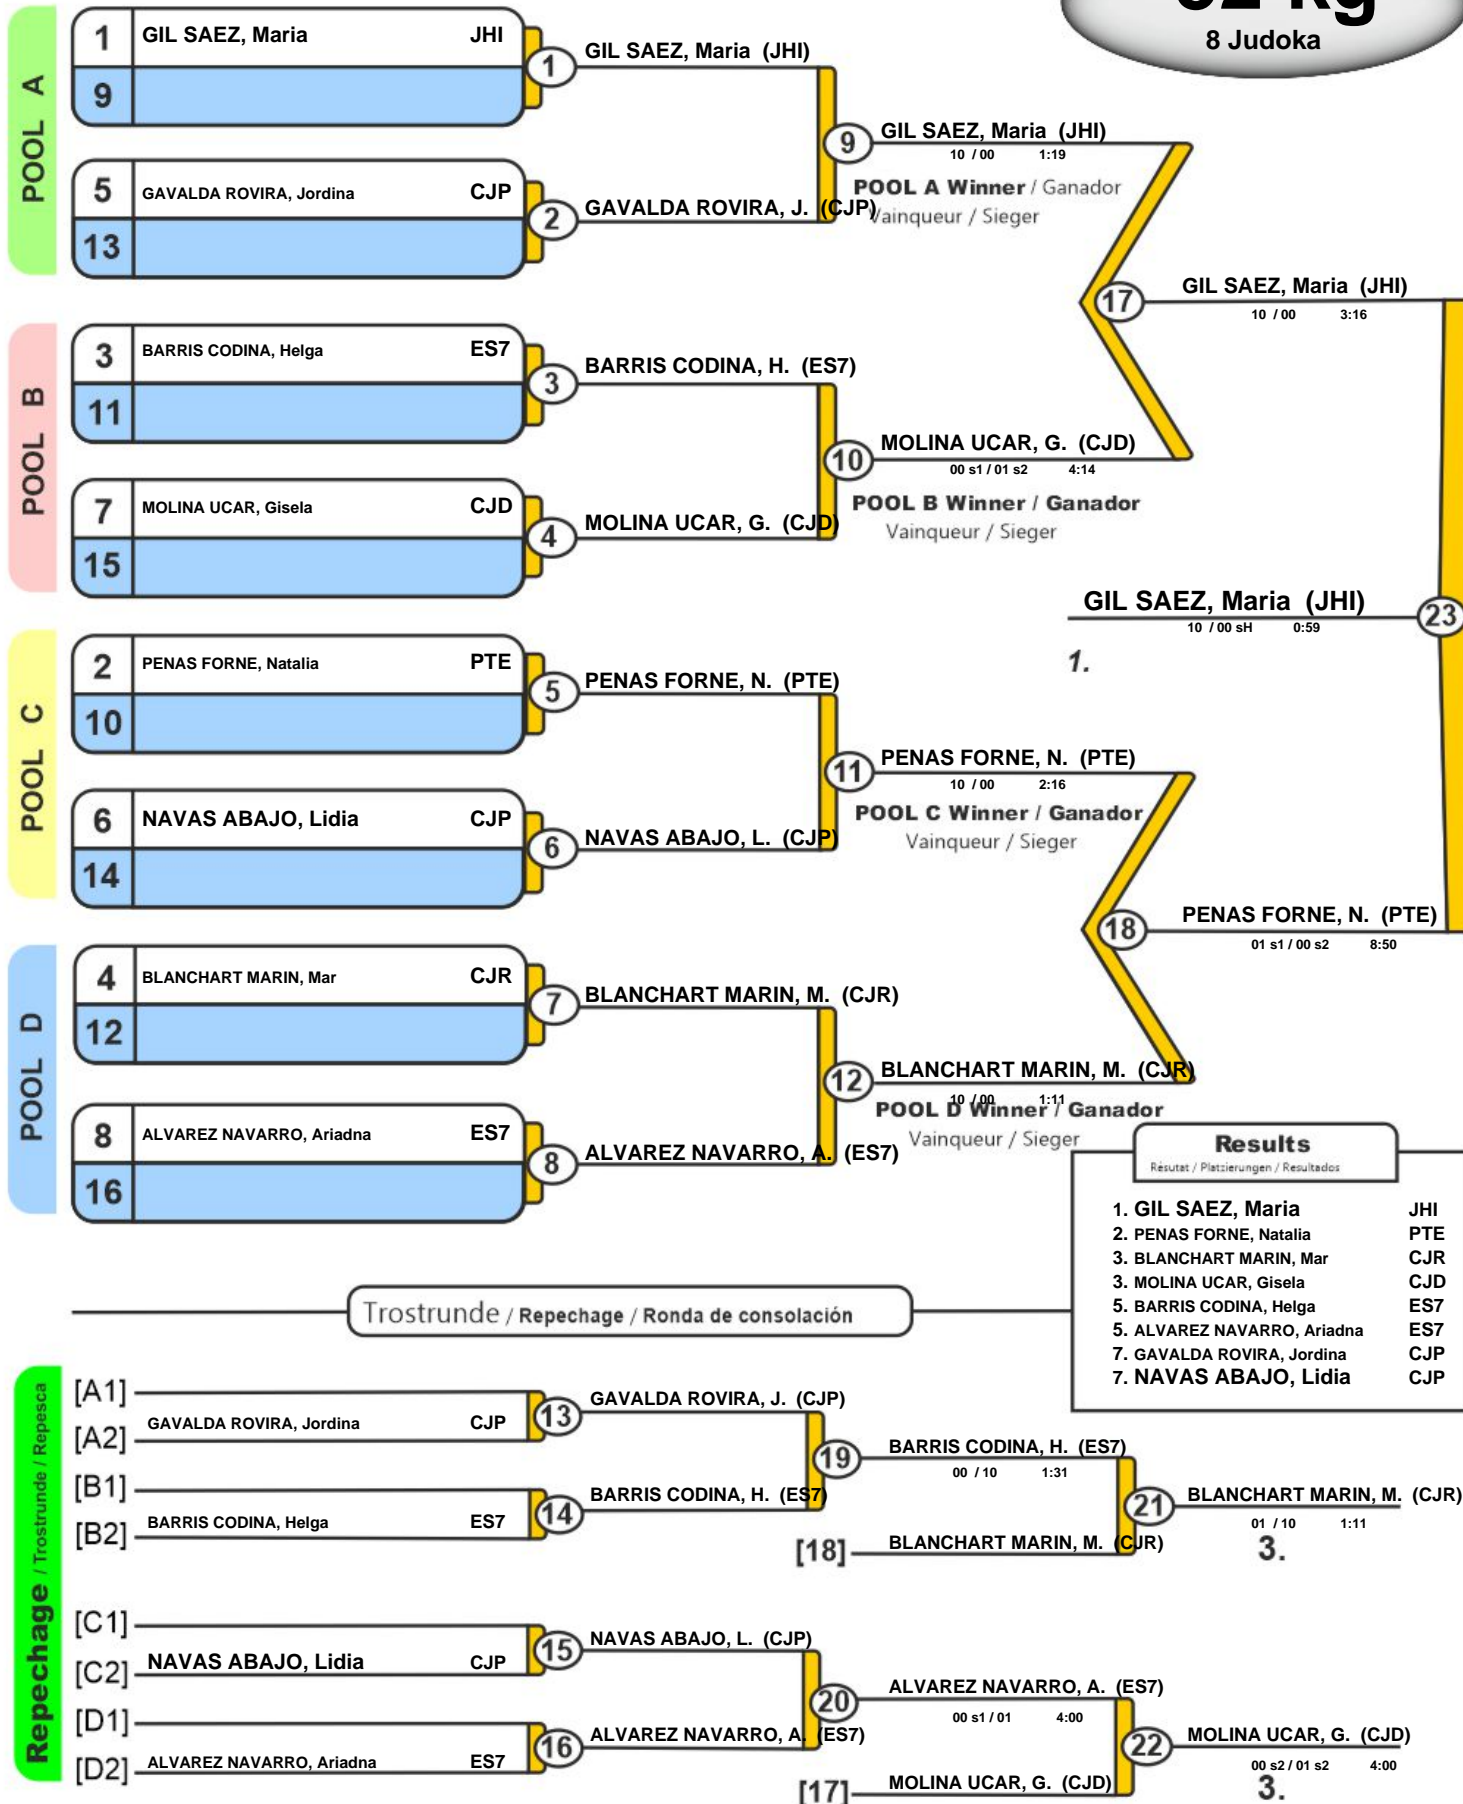 8 Judoka
POOL A
1 GIL SAEZ, Maria JHI
9
5 GAVALDA ROVIRA, Jordina CJP
13
1 GIL SAEZ, Maria (JHI)
2 GAVALDA ROVIRA, J. (CJP)
9 GIL SAEZ, Maria (JHI)
10 / 00 1:19
POOL A Winner / Ganador
Vainqueur / Sieger
POOL B
3 BARRIS CODINA, Helga ES7
11
7 MOLINA UCAR, Gisela CJD
15
3 BARRIS CODINA, H. (ES7)
4 MOLINA UCAR, G. (CJD)
10 MOLINA UCAR, G. (CJD)
00 s1 / 01 s2 4:14
POOL B Winner / Ganador
Vainqueur / Sieger
17 GIL SAEZ, Maria (JHI)
10 / 00 3:16
GIL SAEZ, Maria (JHI) 23
10 / 00 sH 0:59
1.
POOL C
2 PENAS FORNE, Natalia PTE
10
6 NAVAS ABAJO, Lidia CJP
14
5 PENAS FORNE, N. (PTE)
6 NAVAS ABAJO, L. (CJP)
11 PENAS FORNE, N. (PTE)
10 / 00 2:16
POOL C Winner / Ganador
Vainqueur / Sieger
POOL D
4 BLANCHART MARIN, Mar CJR
12
8 ALVAREZ NAVARRO, Ariadna ES7
16
7 BLANCHART MARIN, M. (CJR)
8 ALVAREZ NAVARRO, A. (ES7)
12 BLANCHART MARIN, M. (CJR)
10 / 00 1:11
POOL D Winner / Ganador
Vainqueur / Sieger
18 PENAS FORNE, N. (PTE)
01 s1 / 00 s2 8:50
Results
Résutat / Platzierungen / Resultados
1. GIL SAEZ, Maria JHI
2. PENAS FORNE, Natalia PTE
3. BLANCHART MARIN, Mar CJR
3. MOLINA UCAR, Gisela CJD
5. BARRIS CODINA, Helga ES7
5. ALVAREZ NAVARRO, Ariadna ES7
7. GAVALDA ROVIRA, Jordina CJP
7. NAVAS ABAJO, Lidia CJP
Trostrunde / Repechage / Ronda de consolación
Repechage / Trostrunde / Repesca
[A1]
[A2] GAVALDA ROVIRA, Jordina CJP
[B1]
[B2] BARRIS CODINA, Helga ES7
13 GAVALDA ROVIRA, J. (CJP)
14 BARRIS CODINA, H. (ES7)
19 BARRIS CODINA, H. (ES7)
00 / 10 1:31
[18] BLANCHART MARIN, M. (CJR)
21 BLANCHART MARIN, M. (CJR)
01 / 10 1:11
3.
[C1]
[C2] NAVAS ABAJO, Lidia CJP
[D1]
[D2] ALVAREZ NAVARRO, Ariadna ES7
15 NAVAS ABAJO, L. (CJP)
16 ALVAREZ NAVARRO, A. (ES7)
20 ALVAREZ NAVARRO, A. (ES7)
00 s1 / 01 4:00
[17] MOLINA UCAR, G. (CJD)
22 MOLINA UCAR, G. (CJD)
00 s2 / 01 s2 4:00
3.